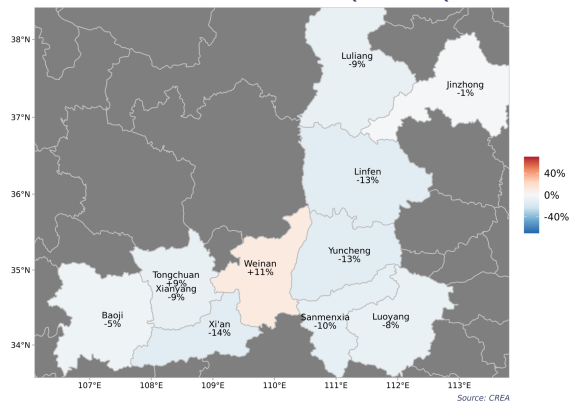 38°N
37°N
36°N
35°N
34°N
107°E
108°E
109°E
110°E
111°E
112°E
113°E
Luliang
-9%
Jinzhong
-1%
Linfen
-13%
Yuncheng
-13%
Weinan
+11%
Tongchuan
+9%
Xianyang
-9%
Baoji
-5%
Xi'an
-14%
Sanmenxia
-10%
Luoyang
-8%
40%
0%
-40%
Source: CREA